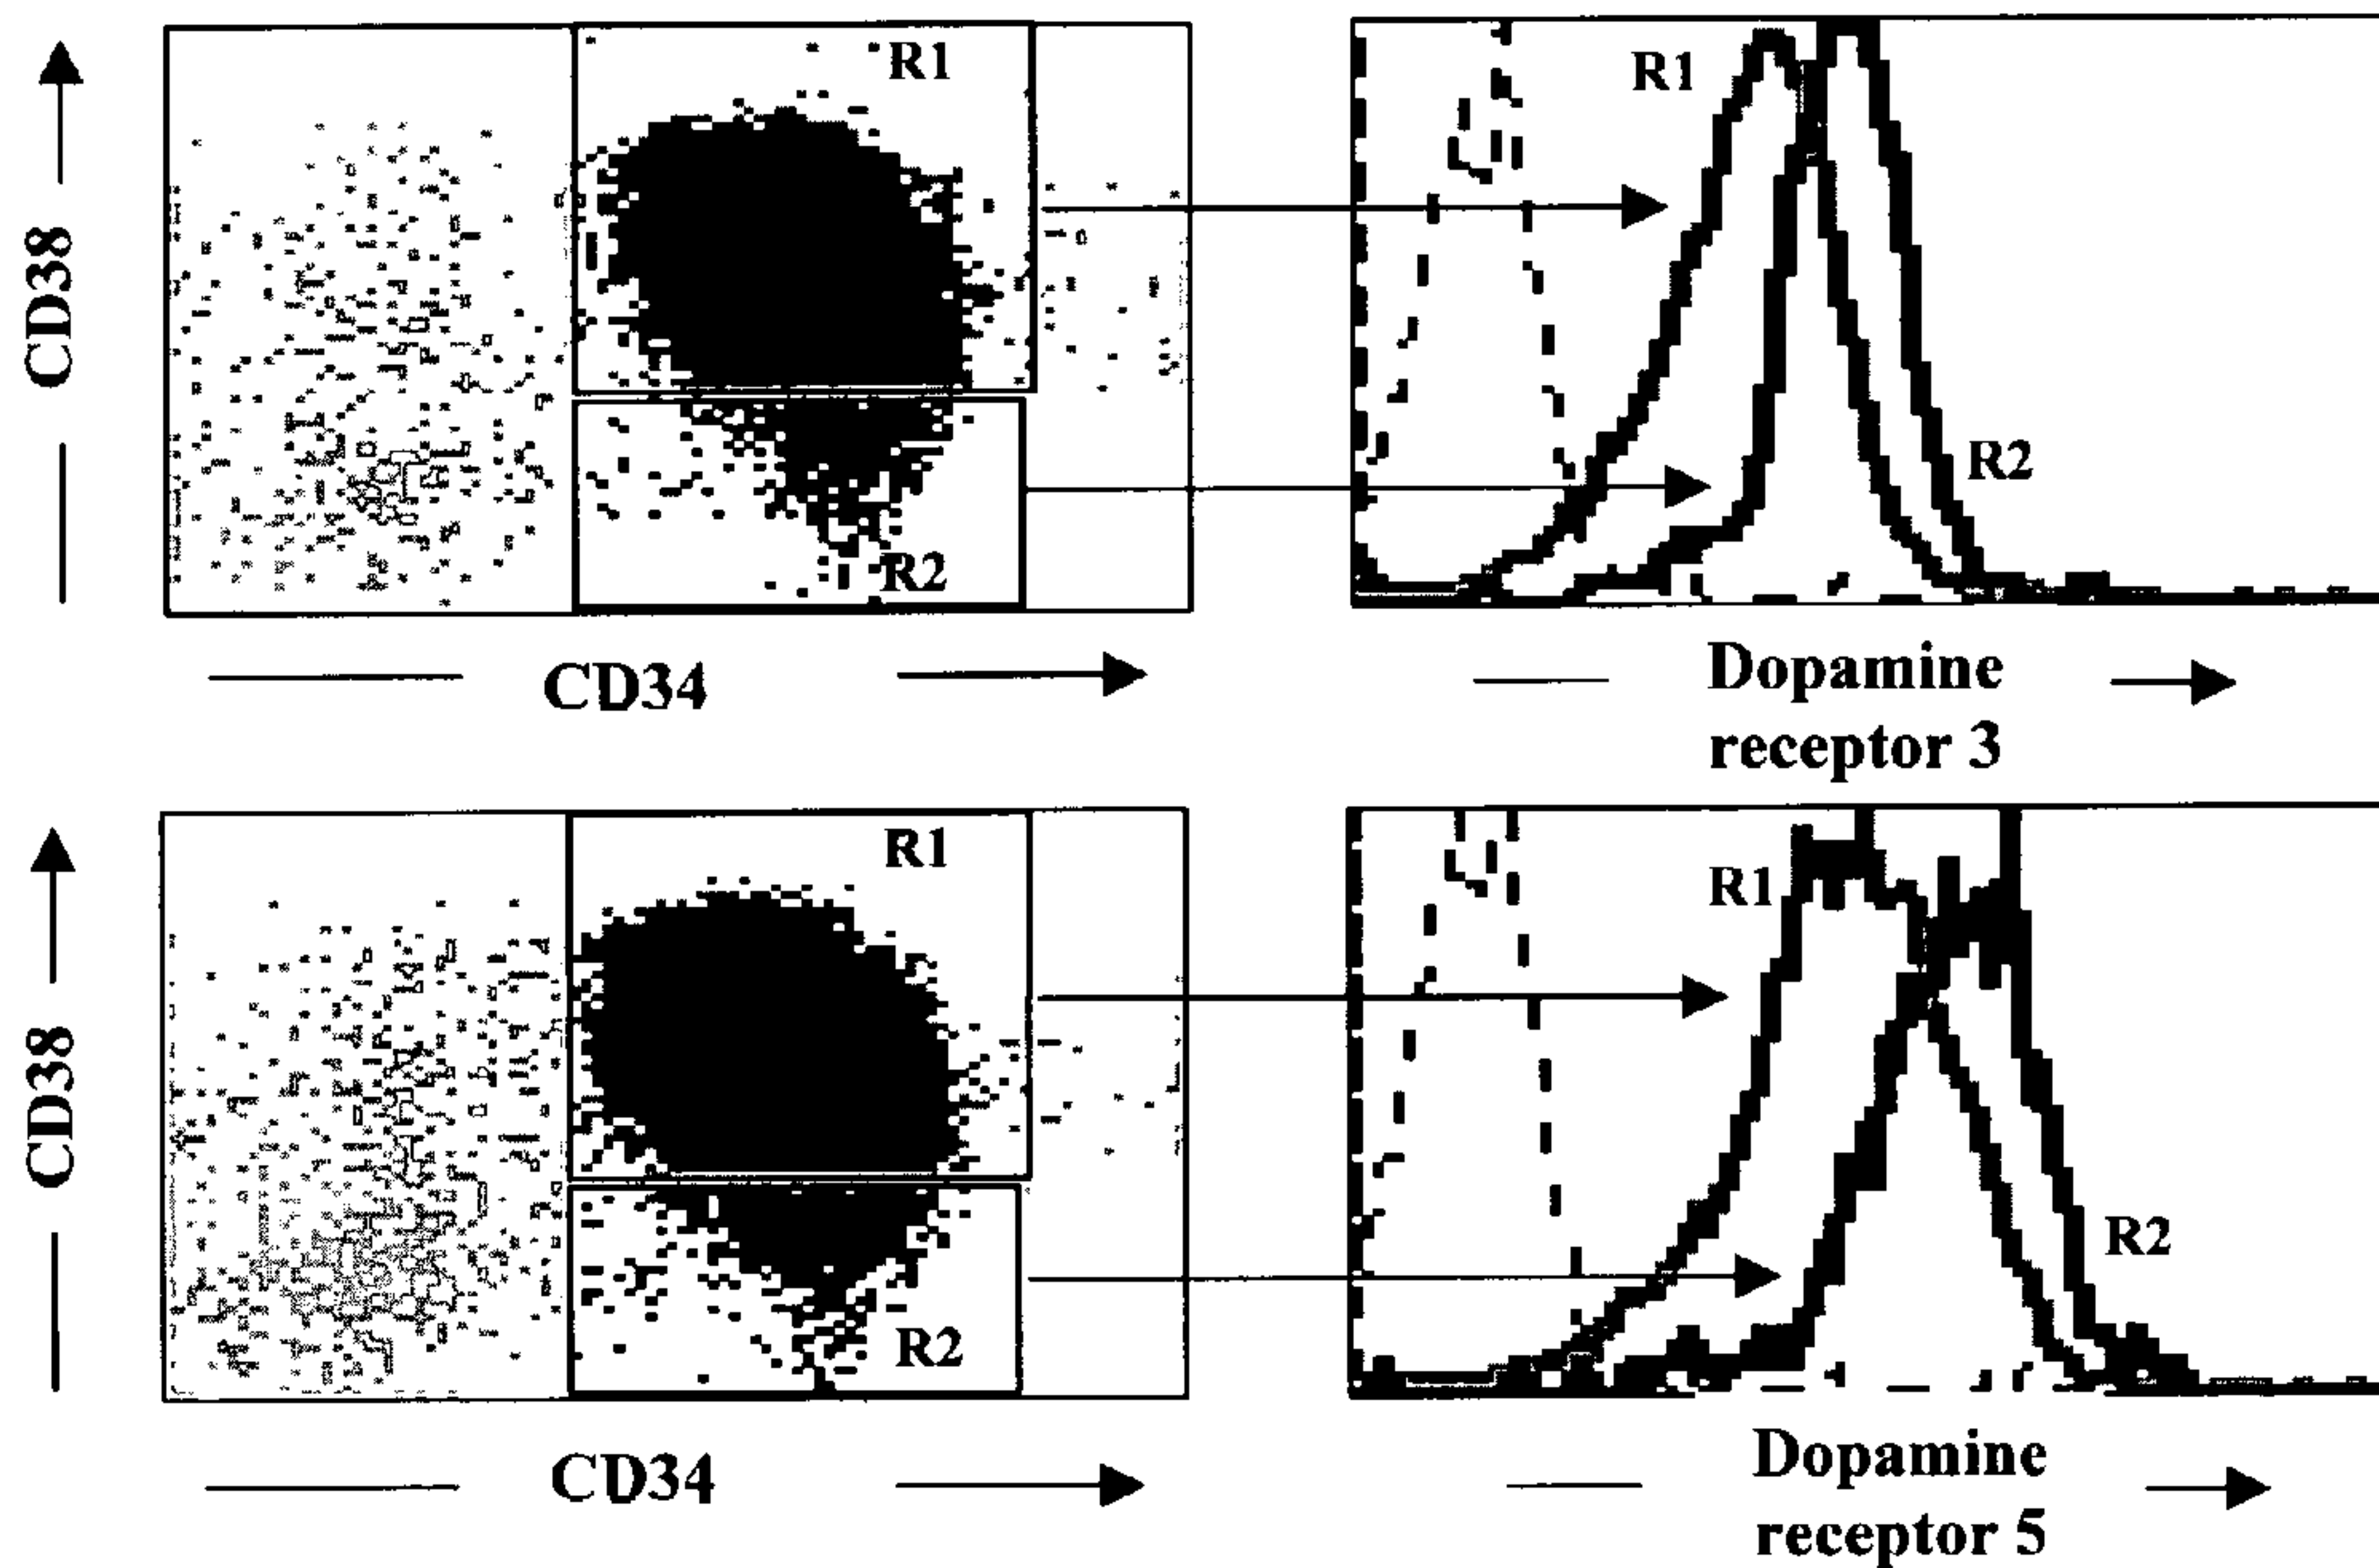 CD38
R1
R2
CD34
R1
R2
Dopamine
receptor 3
CD38
R1
R2
CD34
R1
R2
Dopamine
receptor 5